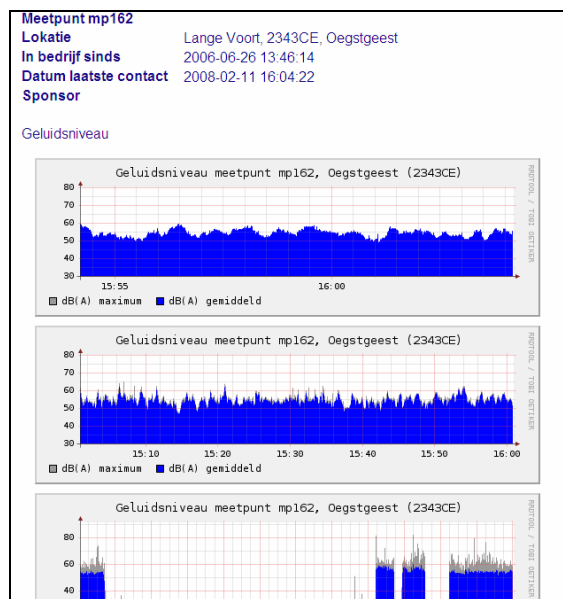 Meetpunt mp162
Lokatie Lange Voort, 2343CE, Oegstgeest
In bedrijf sinds 2006-06-26 13:46:14
Datum laatste contact 2008-02-11 16:04:22
Sponsor
Geluidsniveau
Geluidsniveau meetpunt mp162, Oegstgeest (2343CE)
80
70
60
50
40
30
15:55 16:00
dB(A) maximum dB(A) gemiddeld
RRDTOOL / TOBI OETIKER
Geluidsniveau meetpunt mp162, Oegstgeest (2343CE)
80
70
60
50
40
30
15:10 15:20 15:30 15:40 15:50 16:00
dB(A) maximum dB(A) gemiddeld
RRDTOOL / TOBI OETIKER
Geluidsniveau meetpunt mp162, Oegstgeest (2343CE)
80
60
40
RRDTOOL / TOBI OETIKER